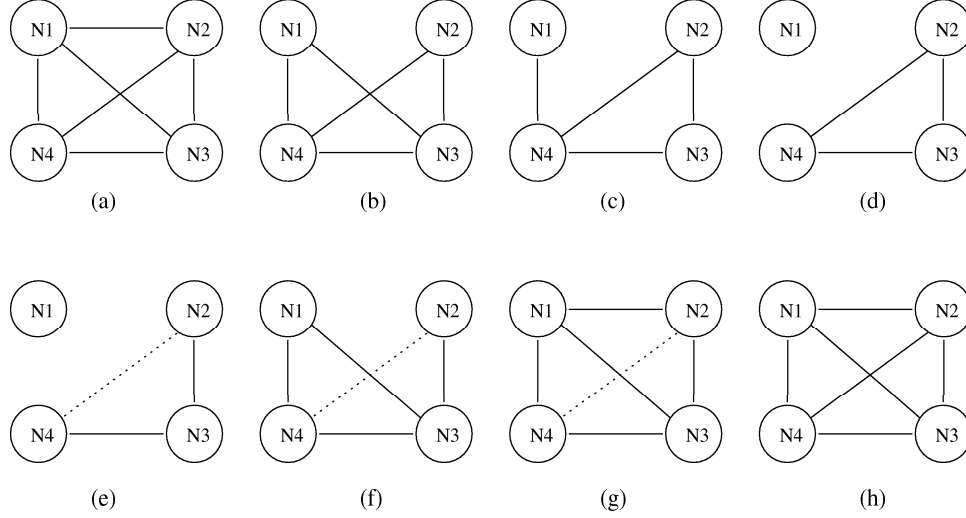 N1 N2 N1 N2 N1 N2 N1 N2
N4 N3 N4 N3 N4 N3 N4 N3
(a) (b) (c) (d)
N1 N2 N1 N2 N1 N2 N1 N2
N4 N3 N4 N3 N4 N3 N4 N3
(e) (f) (g) (h)